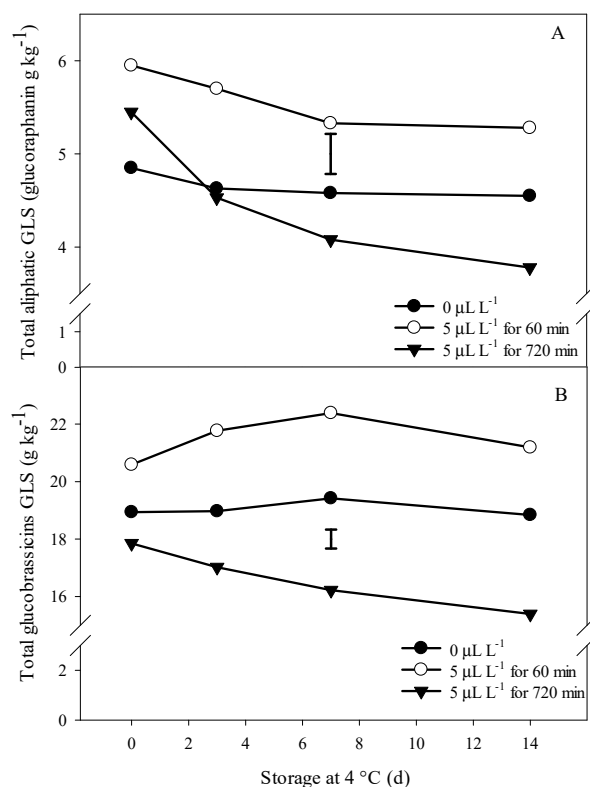 A
Total aliphatic GLS (glucoraphanin g kg⁻¹)
6
5
4
1
0
0 µL L⁻¹
5 µL L⁻¹ for 60 min
5 µL L⁻¹ for 720 min
B
Total glucobrassicins GLS (g kg⁻¹)
22
20
18
16
2
0
0 µL L⁻¹
5 µL L⁻¹ for 60 min
5 µL L⁻¹ for 720 min
0 2 4 6 8 10 12 14
Storage at 4 °C (d)